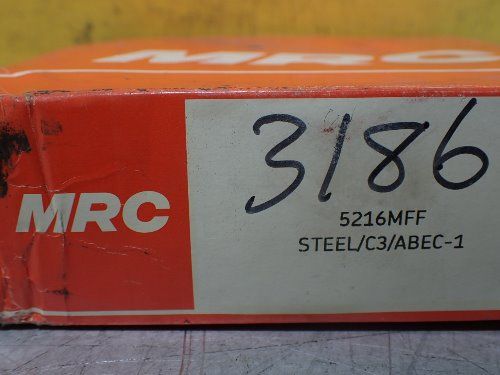 MRC
MRC
3186
5216MFF
STEEL/C3/ABEC-1